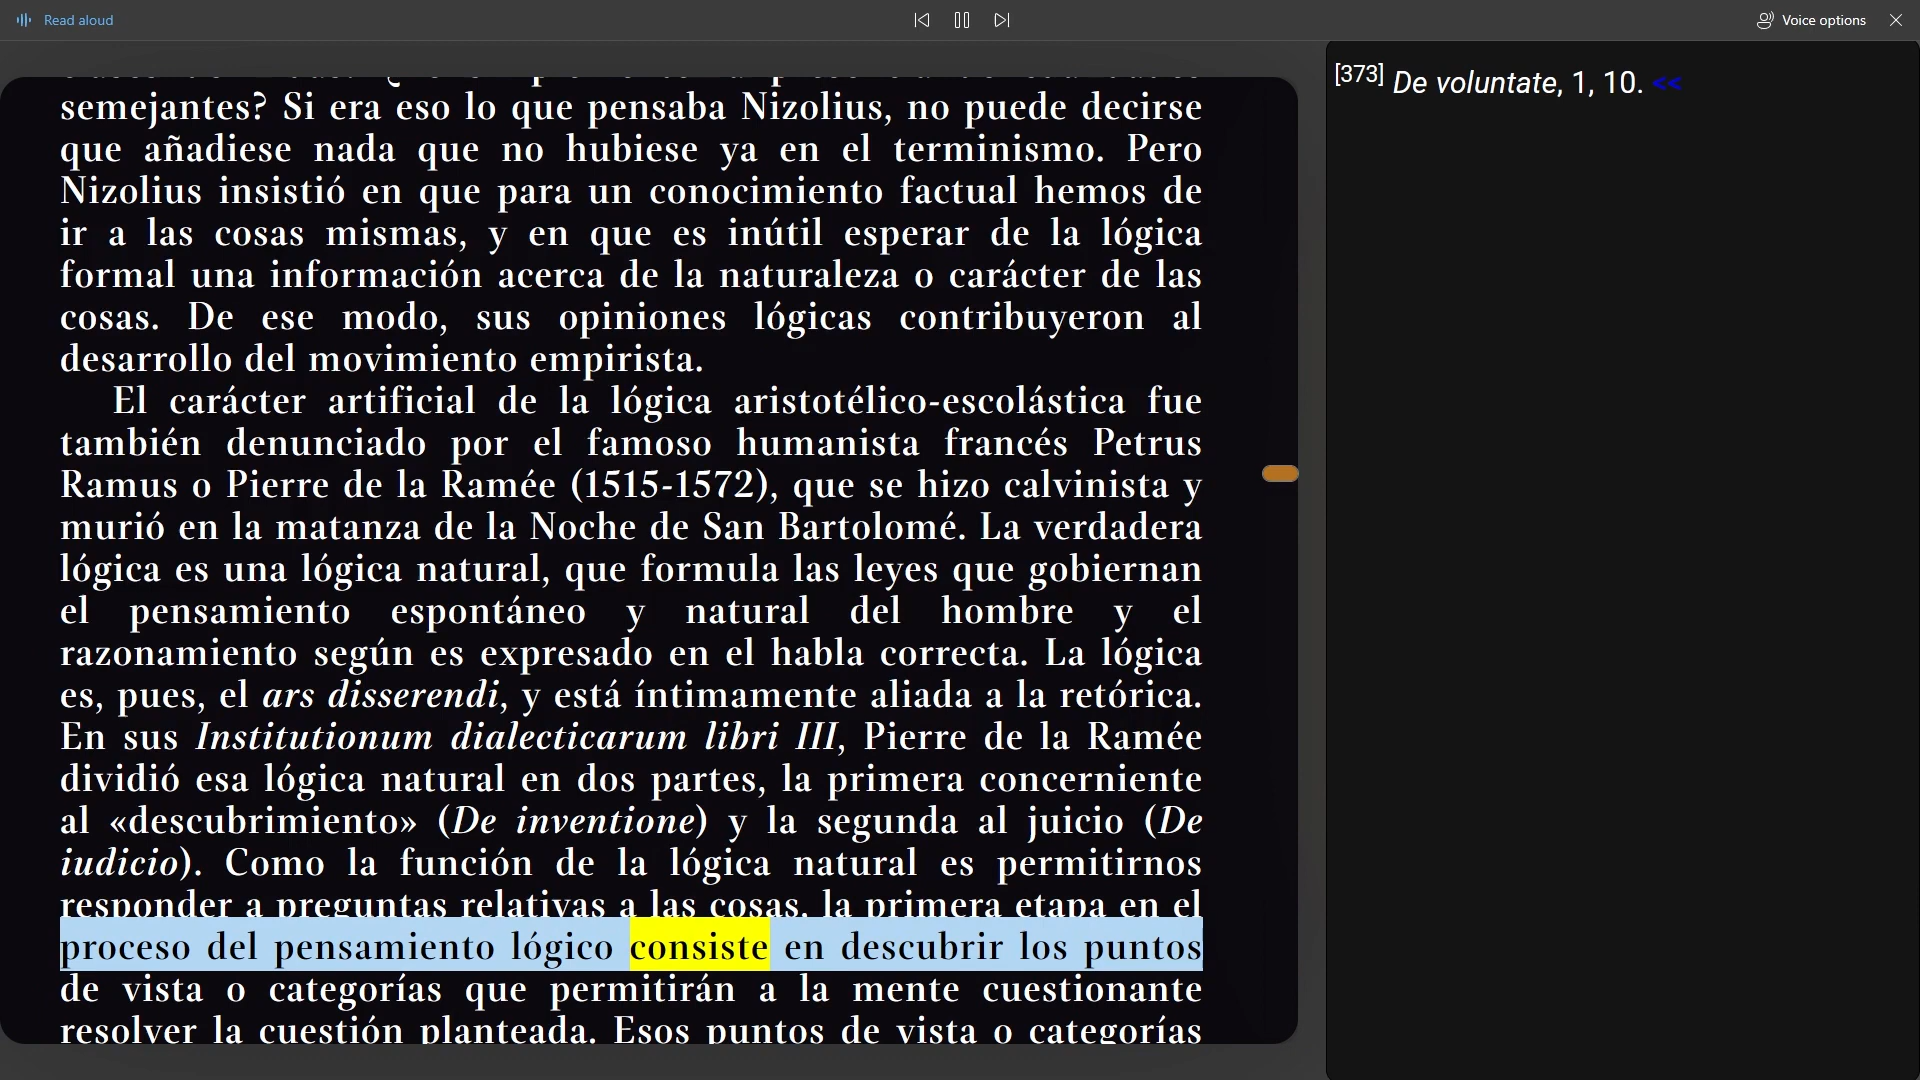 Read aloud
Voice options
semejantes? Si era eso lo que pensaba Nizolius, no puede decirse
que añadiese nada que no hubiese ya en el terminismo. Pero
Nizolius insistió en que para un conocimiento factual hemos de
ir a las cosas mismas, y en que es inútil esperar de la lógica
formal una información acerca de la naturaleza o carácter de las
cosas. De ese modo, sus opiniones lógicas contribuyeron al
desarrollo del movimiento empirista.
El carácter artificial de la lógica aristotélico-escolástica fue
también denunciado por el famoso humanista francés Petrus
Ramus o Pierre de la Ramée (1515-1572), que se hizo calvinista y
murió en la matanza de la Noche de San Bartolomé. La verdadera
lógica es una lógica natural, que formula las leyes que gobiernan
el pensamiento espontáneo y natural del hombre y el
razonamiento según es expresado en el habla correcta. La lógica
es, pues, el ars disserendi, y está íntimamente aliada a la retórica.
En sus Institutionum dialecticarum libri III, Pierre de la Ramée
dividió esa lógica natural en dos partes, la primera concerniente
al «descubrimiento» (De inventione) y la segunda al juicio (De
iudicio). Como la función de la lógica natural es permitirnos
responder a preguntas relativas a las cosas, la primera etapa en el
proceso del pensamiento lógico consiste en descubrir los puntos
de vista o categorías que permitirán a la mente cuestionante
resolver la cuestión planteada. Esos puntos de vista o categorías
[373] De voluntate, 1, 10. <<